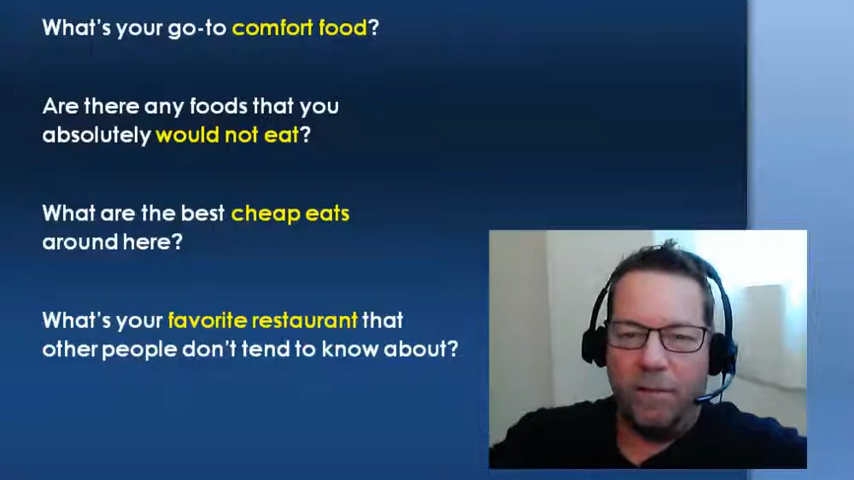 What's your go-to comfort food?
Are there any foods that you
absolutely would not eat?
What are the best cheap eats
around here?
What's your favorite restaurant that
other people don't tend to know about?